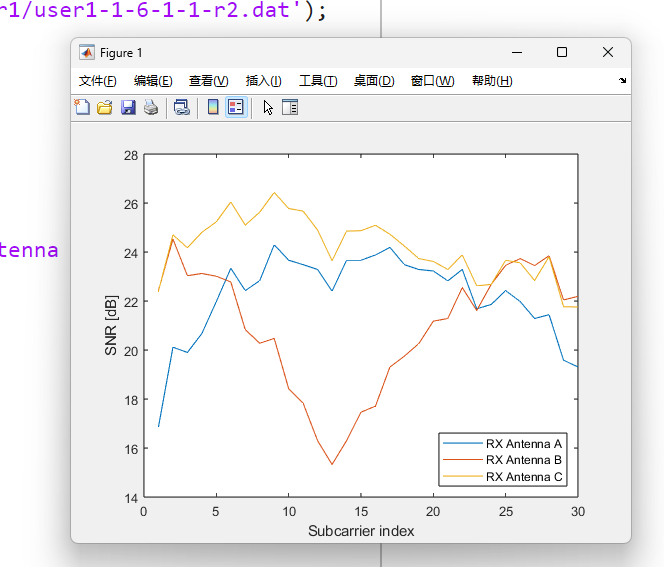 r1/user1-1-6-1-1-r2.dat');
Figure 1
文件(F) 编辑(E) 查看(V) 插入(I) 工具(T) 桌面(D) 窗口(W) 帮助(H)
tenna
28
26
24
22
20
18
16
14
SNR [dB]
0 5 10 15 20 25 30
Subcarrier index
RX Antenna A
RX Antenna B
RX Antenna C